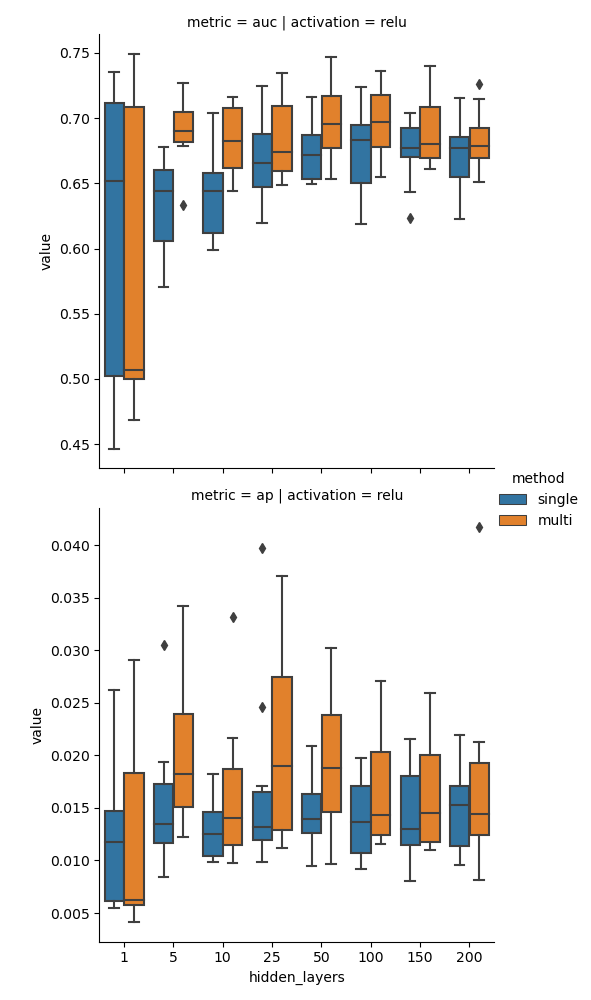 metric = auc | activation = relu
0.75
0.70
0.65
0.60
0.55
0.50
0.45
value
method
single
multi
metric = ap | activation = relu
0.040
0.035
0.030
0.025
0.020
0.015
0.010
0.005
value
1 5 10 25 50 100 150 200
hidden_layers